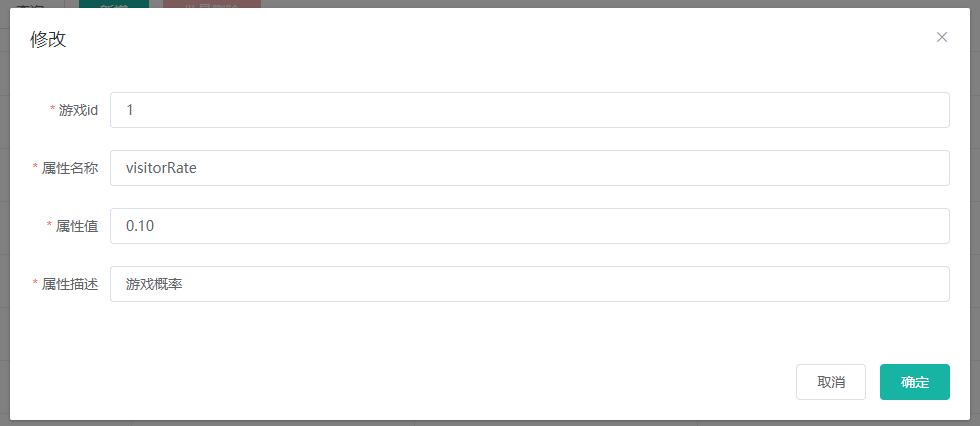 修改
* 游戏id 1
* 属性名称 visitorRate
* 属性值 0.10
* 属性描述 游戏概率
取消 确定